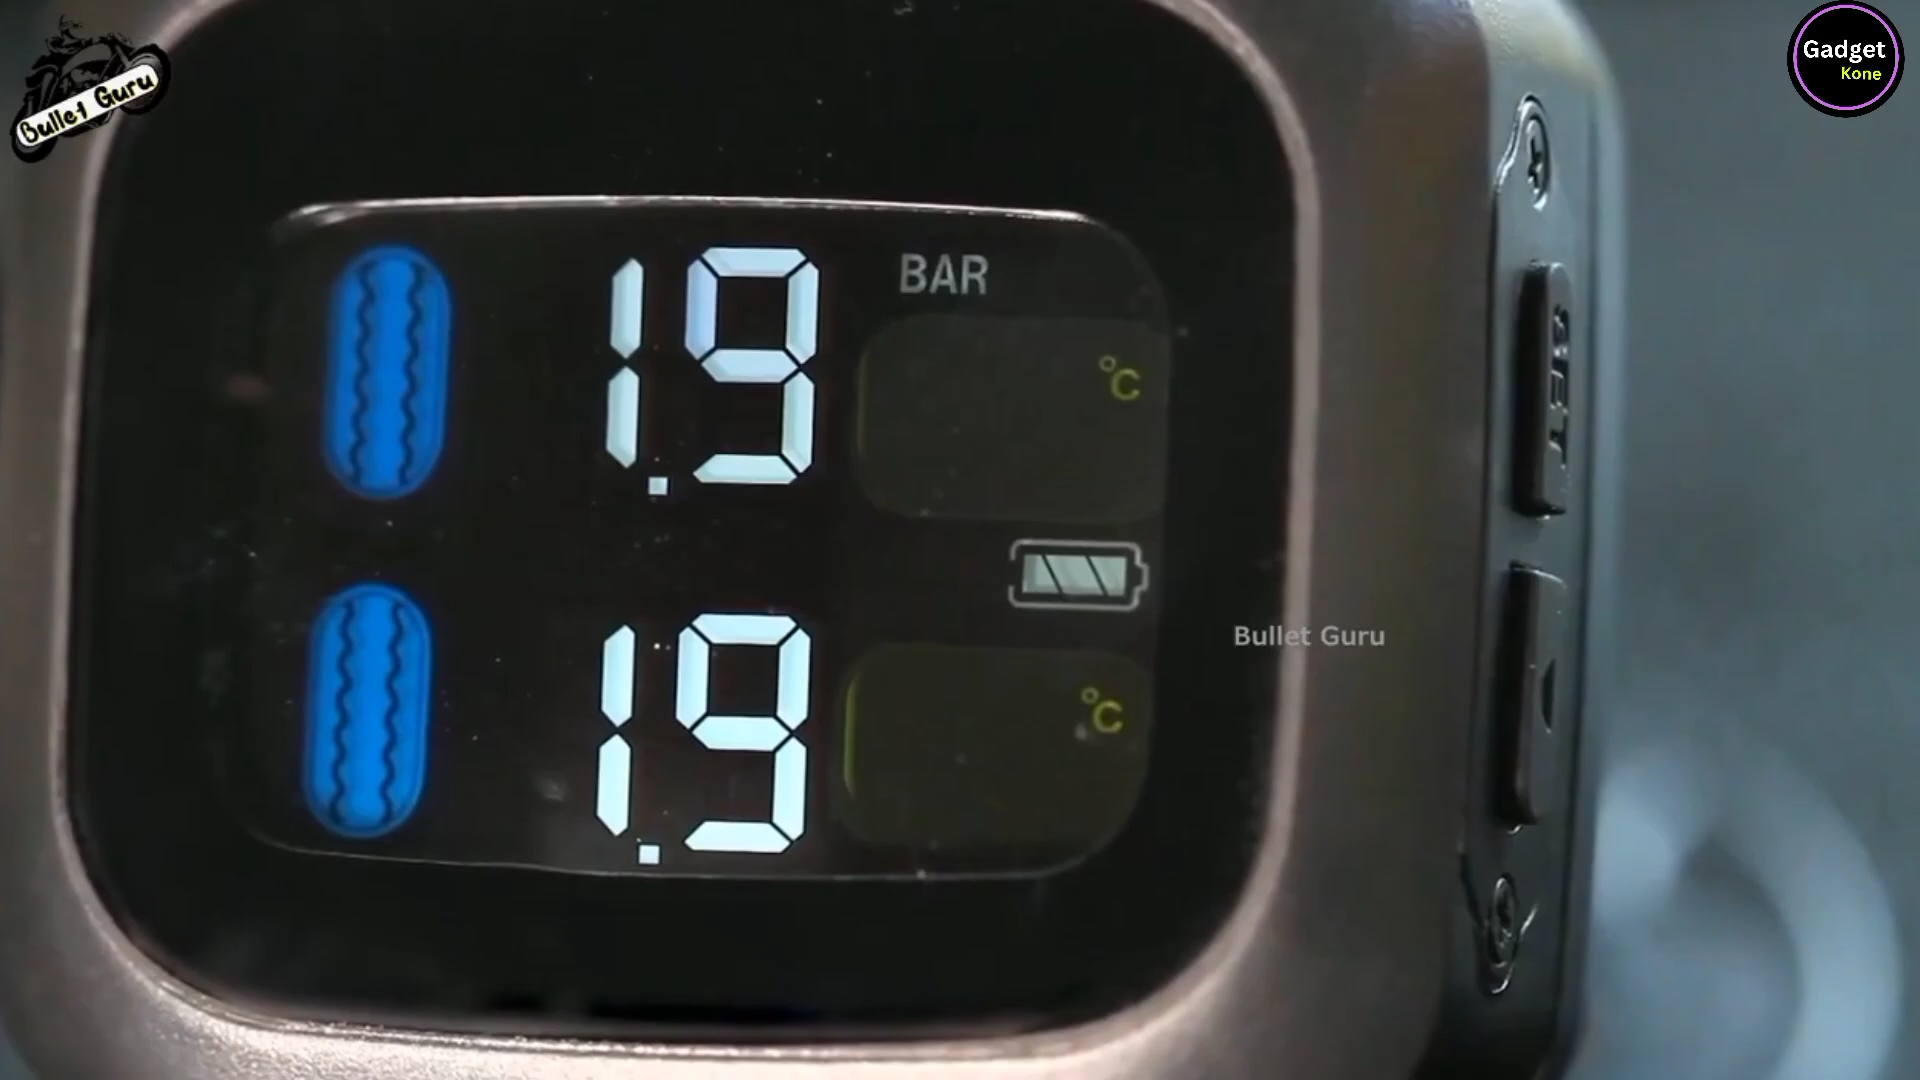 Bullet Guru
Gadget
Kone
1.9
BAR
°C
SET
1.9
°C
Bullet Guru